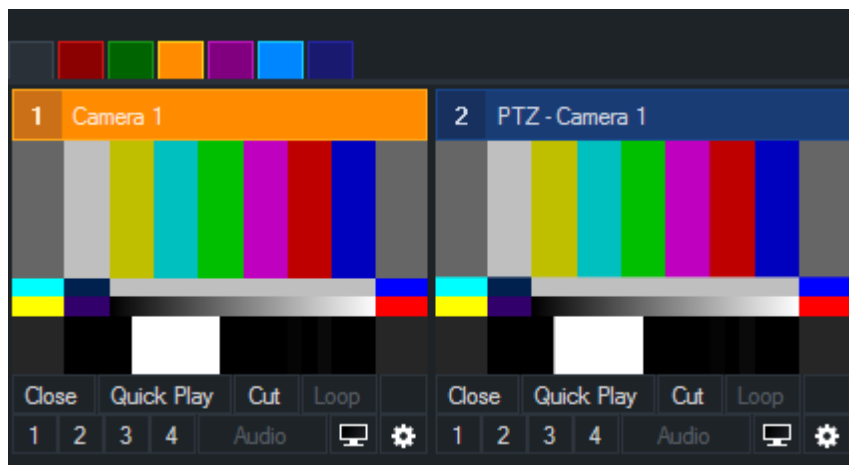 1 Camera 1
2 PTZ - Camera 1
Close Quick Play Cut Loop
Close Quick Play Cut Loop
1 2 3 4 Audio
1 2 3 4 Audio